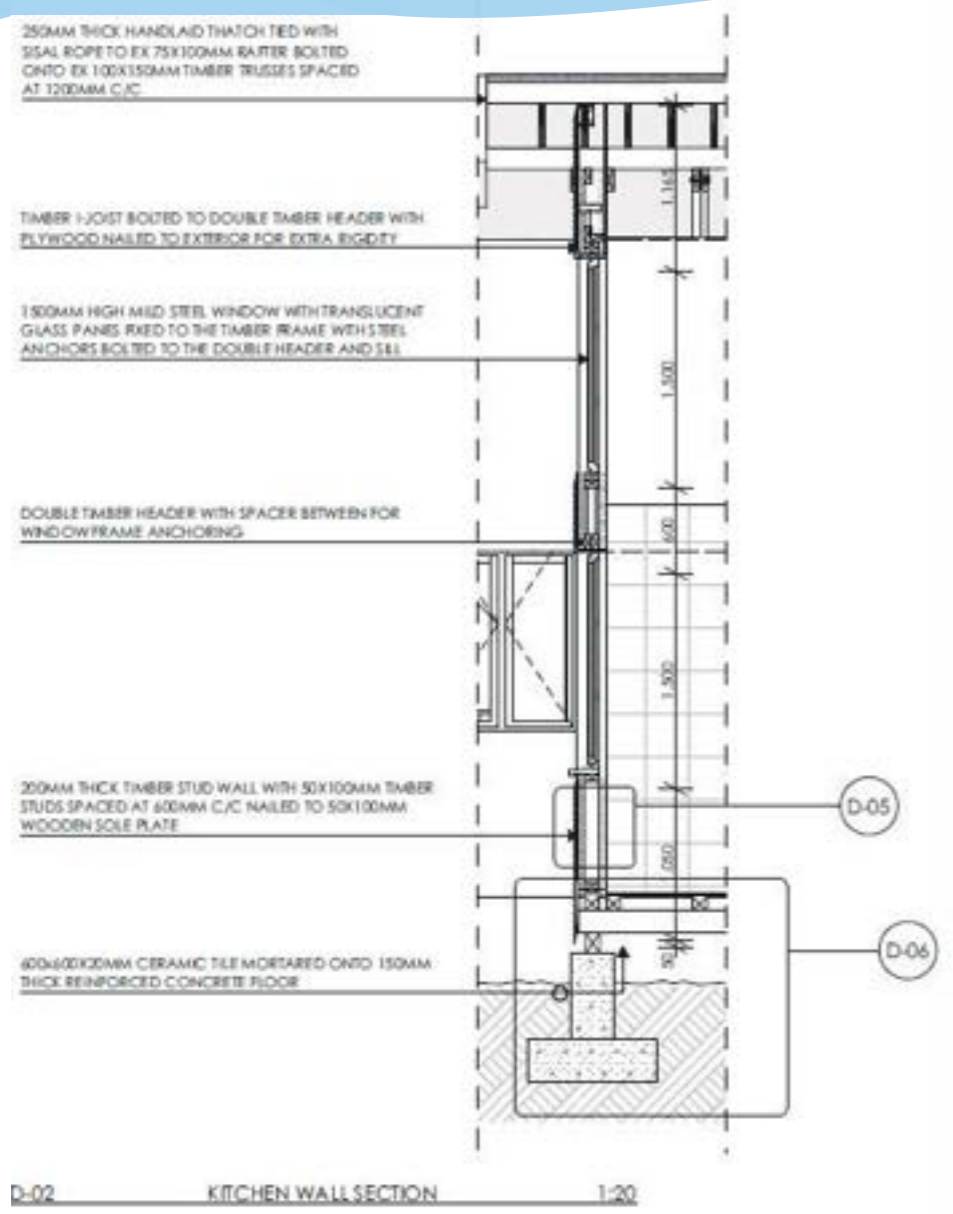 250MM THICK HANDLAID THATCH TIED WITH
SISAL ROPE TO EX 75X100MM RAFTER BOLTED
ONTO EX 100X150MM TIMBER TRUSSES SPACED
AT 1200MM C/C
1.165
TIMBER I-JOIST BOLTED TO DOUBLE TIMBER HEADER WITH
PLYWOOD NAILED TO EXTERIOR FOR EXTRA RIGIDITY
1500MM HIGH MILD STEEL WINDOW WITH TRANSLUCENT
GLASS PANES FIXED TO THE TIMBER FRAME WITH STEEL
ANCHORS BOLTED TO THE DOUBLE HEADER AND SILL
1.500
DOUBLE TIMBER HEADER WITH SPACER BETWEEN FOR
WINDOW FRAME ANCHORING
600
1.500
200MM THICK TIMBER STUD WALL WITH 50X100MM TIMBER
STUDS SPACED AT 600MM C/C NAILED TO 50X100MM
WOODEN SOLE PLATE
D-05
.050
D-06
50
600x600X20MM CERAMIC TILE MORTARED ONTO 150MM
THICK REINFORCED CONCRETE FLOOR
D-02 KITCHEN WALL SECTION 1:20